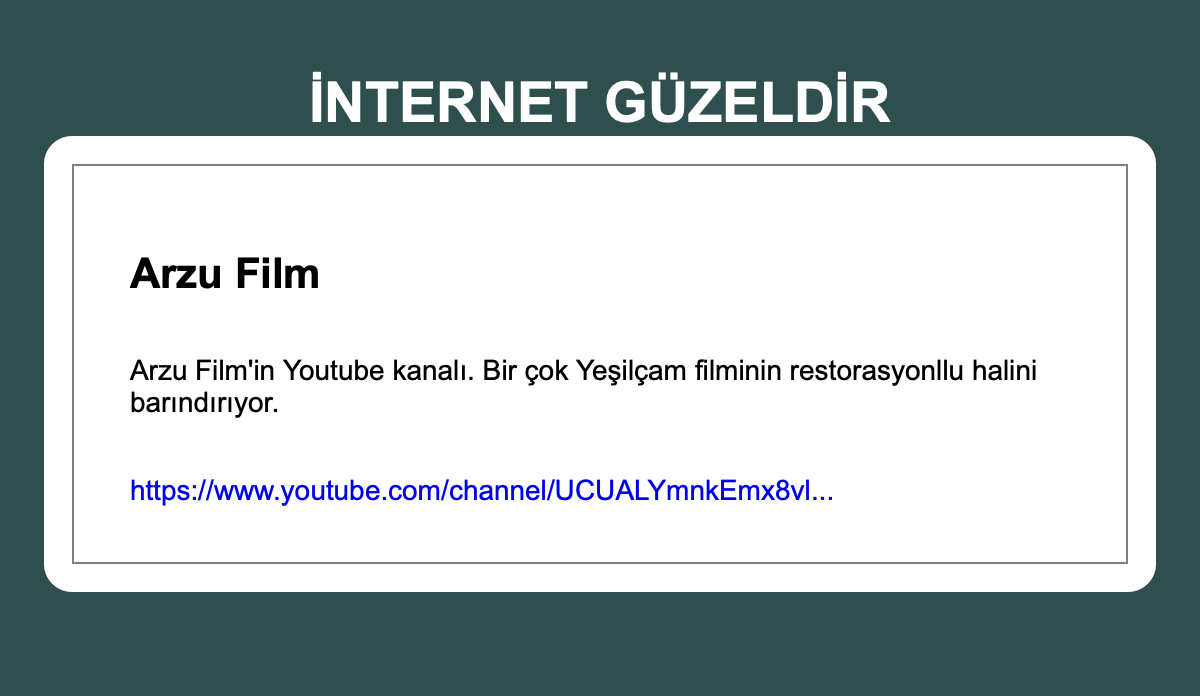 İNTERNET GÜZELDİR
Arzu Film
Arzu Film'in Youtube kanalı. Bir çok Yeşilçam filminin restorasyonllu halini
barındırıyor.
https://www.youtube.com/channel/UCUALYmnkEmx8vl...